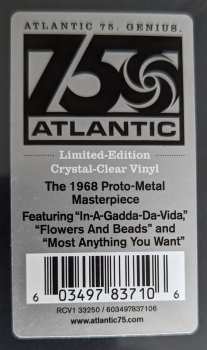 ATLANTIC 75. GENIUS.
75
ATLANTIC
Limited-Edition
Crystal-Clear Vinyl
The 1968 Proto-Metal
Masterpiece
Featuring “In-A-Gadda-Da-Vida,”
“Flowers And Beads” and
“Most Anything You Want”
6 03497 83710 6
RCV1 33250 / 603497837106
www.atlantic75.com